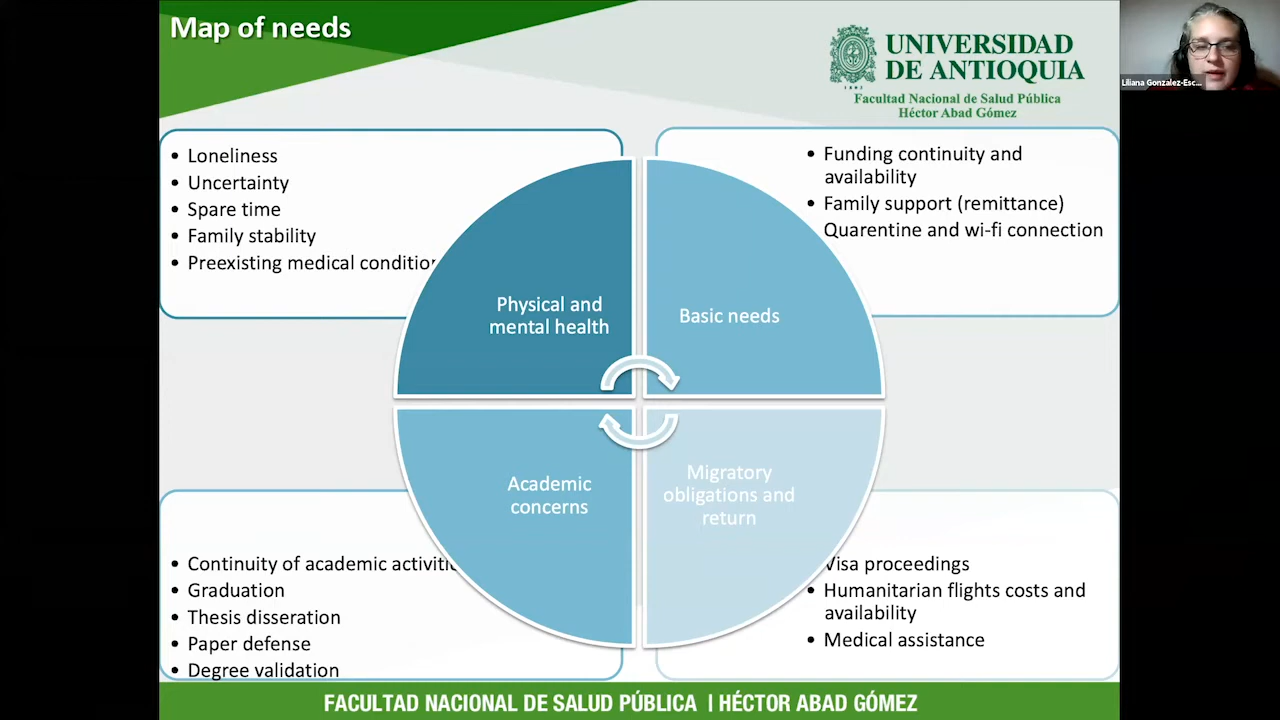 Map of needs
UNIVERSIDAD
DE ANTIOQUIA
Facultad Nacional de Salud Pública
Héctor Abad Gómez
Liliana Gonzalez-Esc...
• Loneliness
• Uncertainty
• Spare time
• Family stability
• Preexisting medical condition
• Funding continuity and
availability
• Family support (remittance)
Quarentine and wi-fi connection
Physical and
mental health
Basic needs
Academic
concerns
Migratory
obligations and
return
• Continuity of academic activitie
• Graduation
• Thesis disseration
• Paper defense
• Degree validation
Visa proceedings
• Humanitarian flights costs and
availability
• Medical assistance
FACULTAD NACIONAL DE SALUD PÚBLICA | HÉCTOR ABAD GÓMEZ